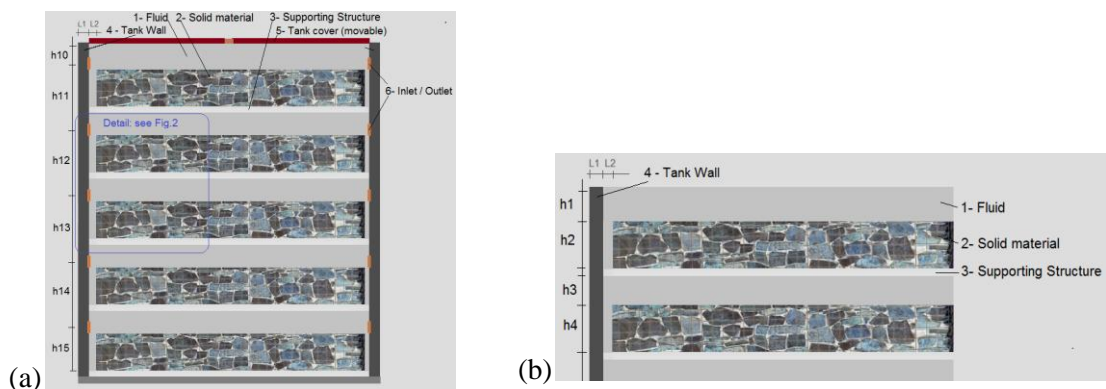 L1 L2
1- Fluid 2- Solid material 3- Supporting Structure
4 - Tank Wall 5- Tank cover (movable)
h10
6- Inlet / Outlet
h11
Detail: see Fig.2
h12
h13
h14
h15
(a)
L1 L2
4 - Tank Wall
h1
1- Fluid
h2
2- Solid material
3- Supporting Structure
h3
h4
(b)